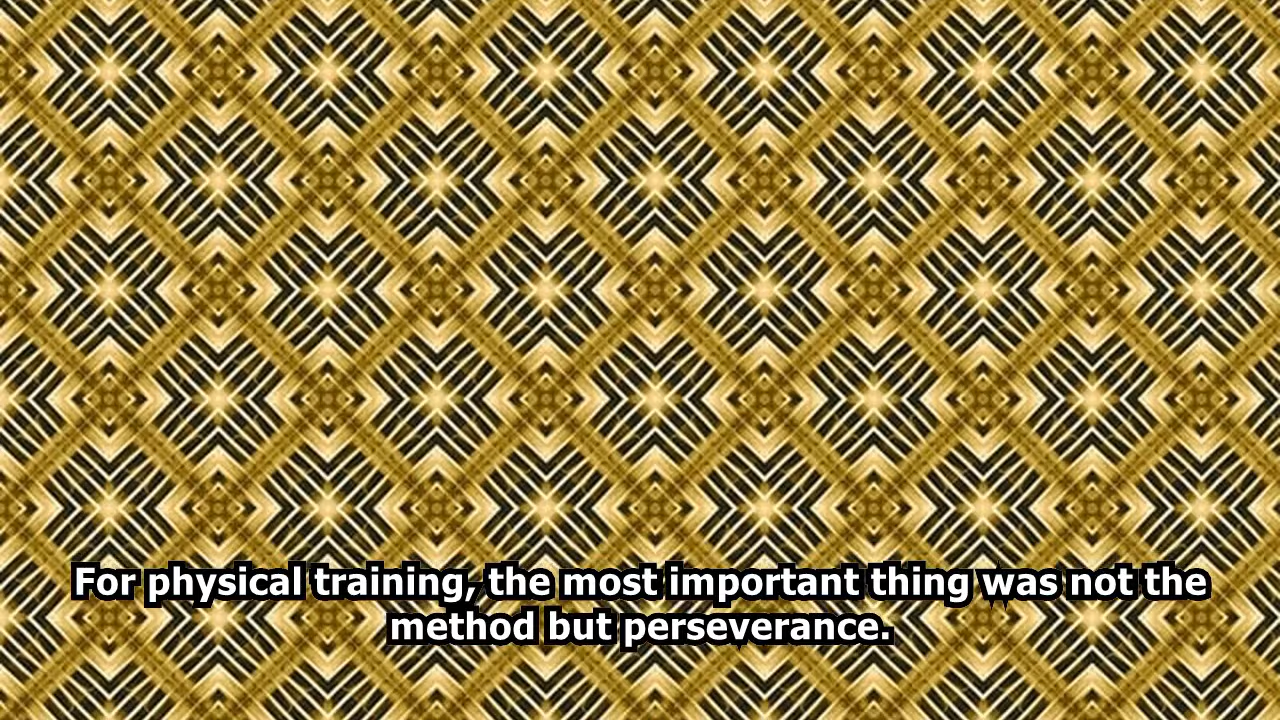 For physical training, the most important thing was not the
method but perseverance.